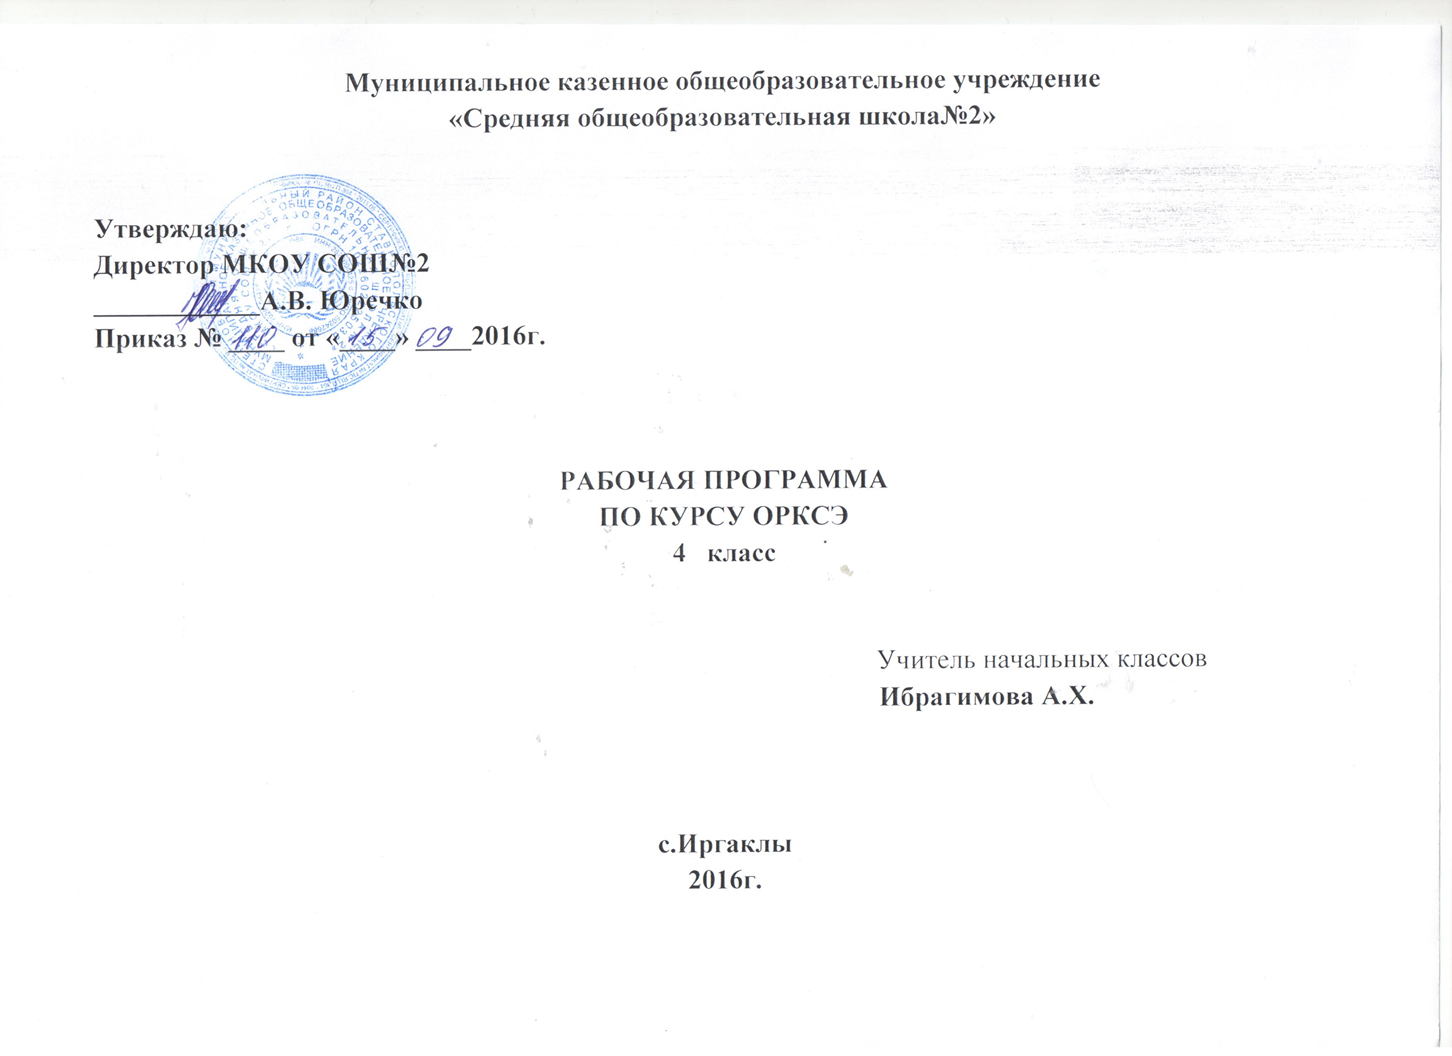 Муниципальное казенное общеобразовательное учреждение
«Средняя общеобразовательная школа№2»
Утверждаю:
Директор МКОУ СОШ№2
____________А.В. Юречко
Приказ № 110 от «15» 09 2016г.
РАБОЧАЯ ПРОГРАММА
ПО КУРСУ ОРКСЭ
4 класс
Учитель начальных классов
Ибрагимова А.Х.
с.Иргаклы
2016г.